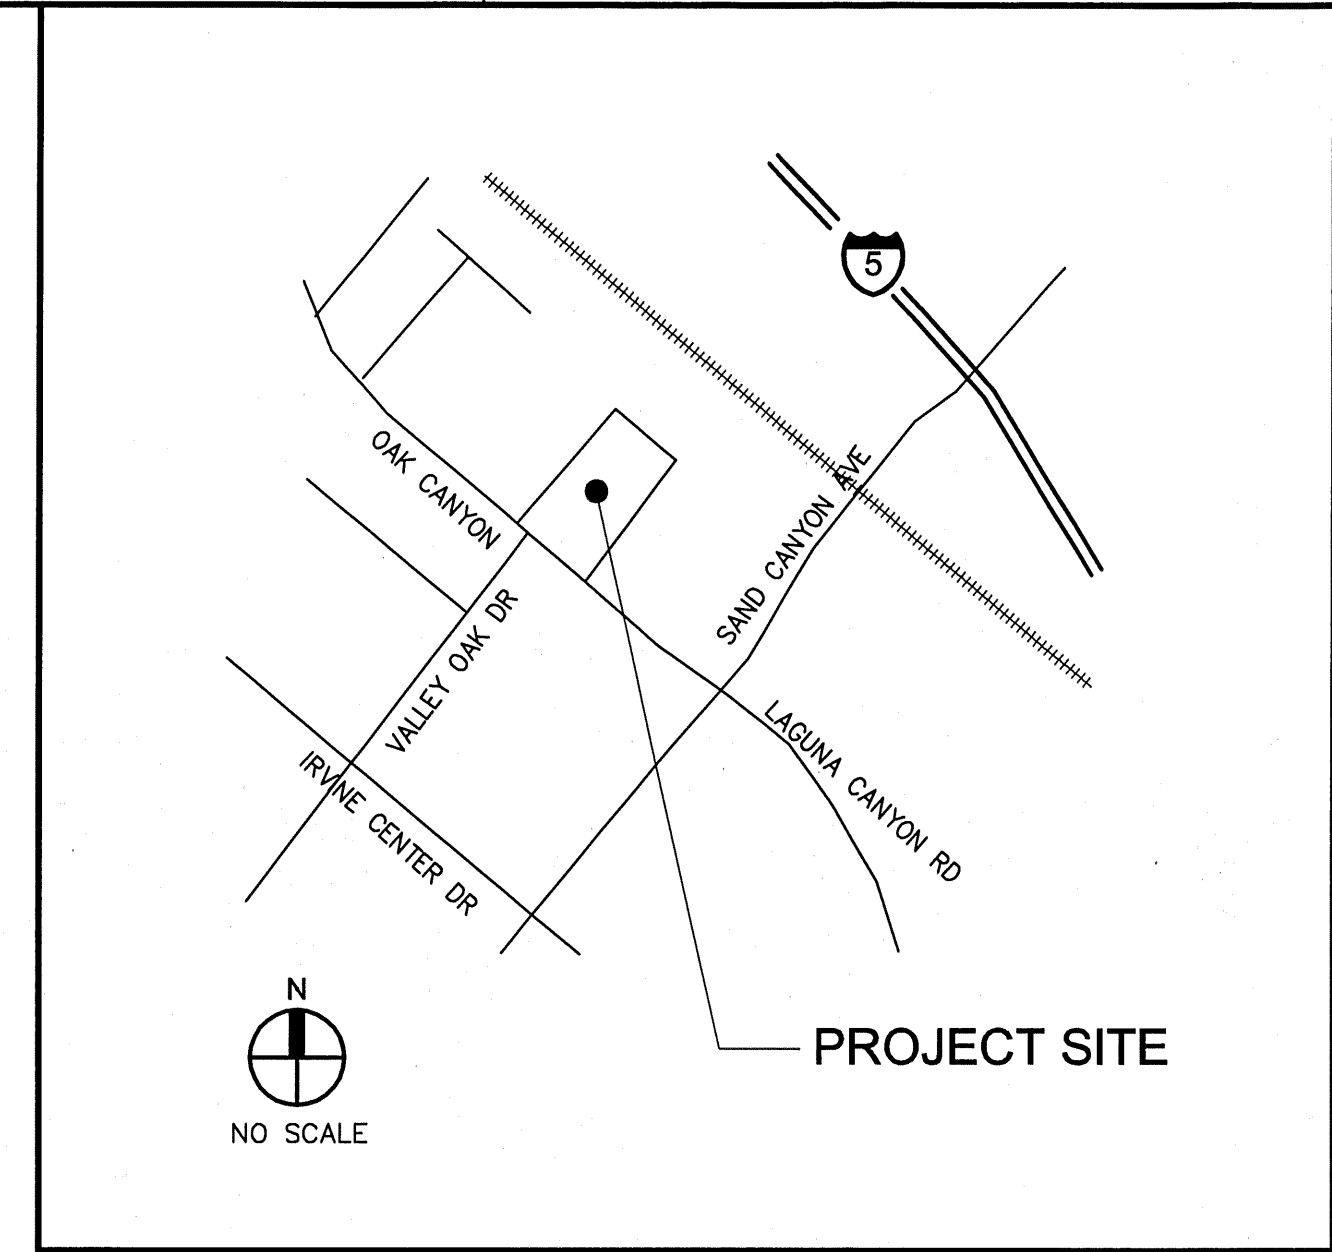 5
OAK CANYON
SAND CANYON AVE
VALLEY OAK DR
LAGUNA CANYON RD
IRVINE CENTER DR
N
PROJECT SITE
NO SCALE